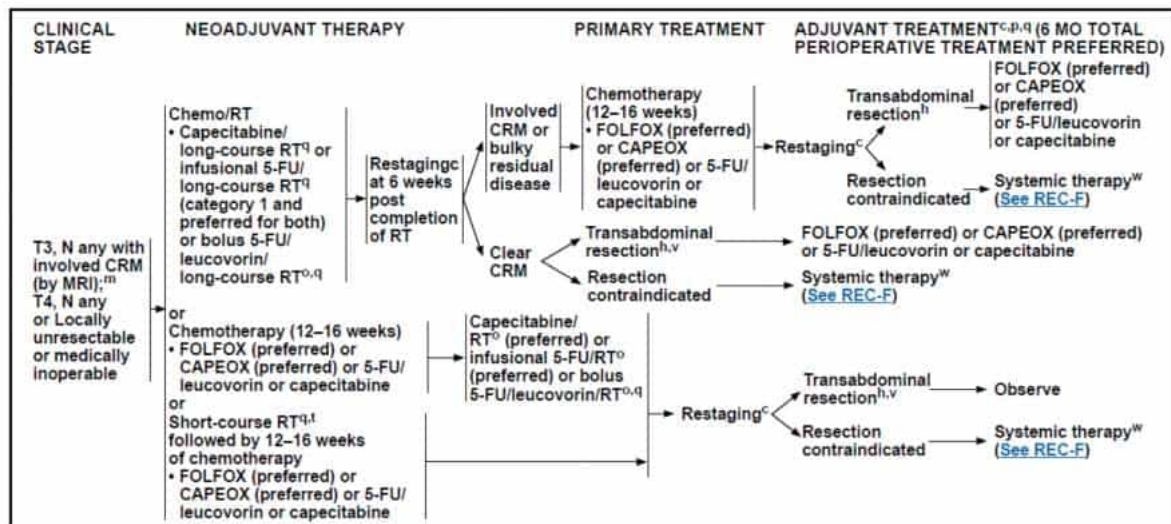 CLINICAL
STAGE
NEOADJUVANT THERAPY
PRIMARY TREATMENT
ADJUVANT TREATMENTc,p,q (6 MO TOTAL
PERIOPERATIVE TREATMENT PREFERRED)
T3, N any with
involved CRM
(by MRI);m
T4, N any
or Locally
unresectable
or medically
inoperable
Chemo/RT
• Capecitabine/
long-course RTq or
infusional 5-FU/
long-course RTq
(category 1 and
preferred for both)
or bolus 5-FU/
leucovorin/
long-course RTo,q
Restagingc
at 6 weeks
post
completion
of RT
Involved
CRM or
bulky
residual
disease
Chemotherapy
(12–16 weeks)
• FOLFOX (preferred)
or CAPEOX
(preferred) or 5-FU/
leucovorin or
capecitabine
Restagingc
Transabdominal
resectionh
FOLFOX (preferred)
or CAPEOX
(preferred)
or 5-FU/leucovorin
or capecitabine
Resection
contraindicated
Systemic therapyw
(See REC-F)
Clear
CRM
Transabdominal
resectionh,v
FOLFOX (preferred) or CAPEOX (preferred)
or 5-FU/leucovorin or capecitabine
Resection
contraindicated
Systemic therapyw
(See REC-F)
or
Chemotherapy (12–16 weeks)
• FOLFOX (preferred) or
CAPEOX (preferred) or 5-FU/
leucovorin or capecitabine
Capecitabine/
RTo (preferred) or
infusional 5-FU/RTo
(preferred) or bolus
5-FU/leucovorin/RTo,q
or
Short-course RTq,t
followed by 12–16 weeks
of chemotherapy
• FOLFOX (preferred) or
CAPEOX (preferred) or 5-FU/
leucovorin or capecitabine
Restagingc
Transabdominal
resectionh,v
Observe
Resection
contraindicated
Systemic therapyw
(See REC-F)